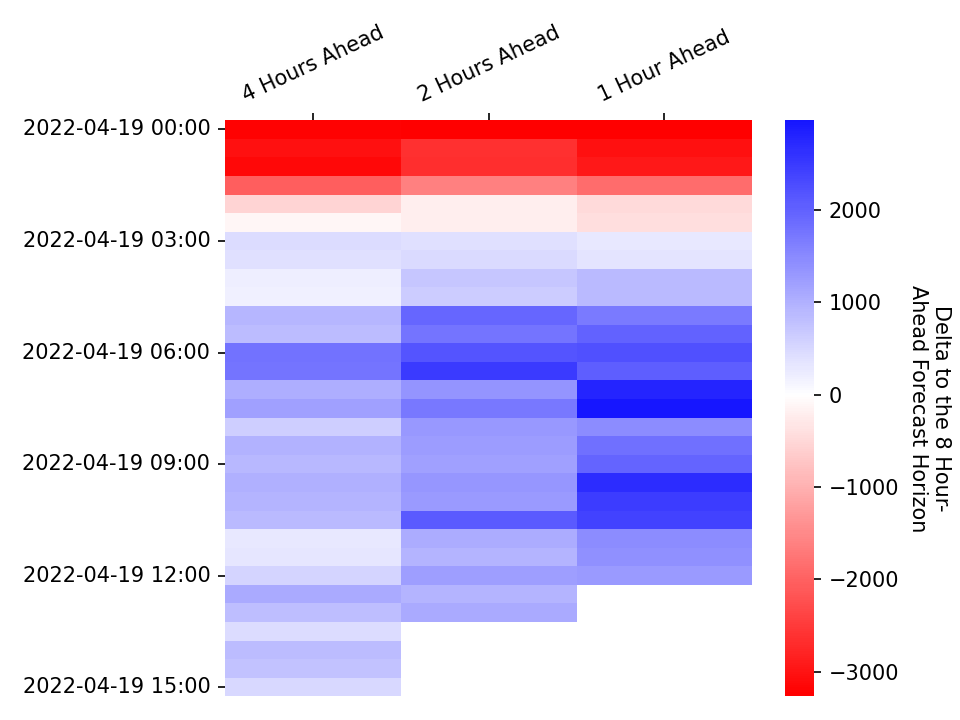 4 Hours Ahead
2 Hours Ahead
1 Hour Ahead
2022-04-19 00:00
2022-04-19 03:00
2022-04-19 06:00
2022-04-19 09:00
2022-04-19 12:00
2022-04-19 15:00
2000
1000
0
−1000
−2000
−3000
Delta to the 8 Hour-
Ahead Forecast Horizon